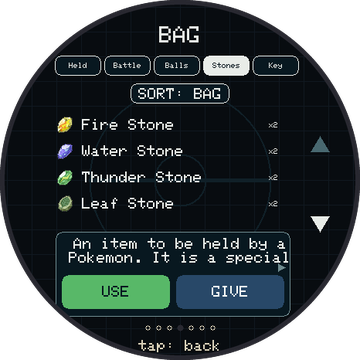 BAG
Held Battle Balls Stones Key
SORT: BAG
Fire Stone x2
Water Stone x2
Thunder Stone x2
Leaf Stone x2
An item to be held by a
Pokemon. It is a special
USE GIVE
tap: back